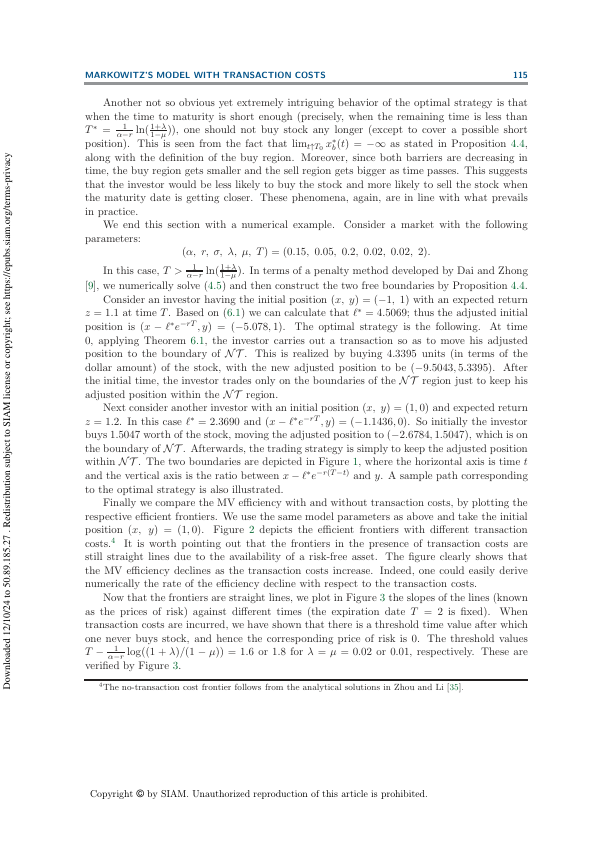 MARKOWITZ'S MODEL WITH TRANSACTION COSTS 115
Another not so obvious yet extremely intriguing behavior of the optimal strategy is that
when the time to maturity is short enough (precisely, when the remaining time is less than
T* = \frac{1}{α−r} ln(\frac{1+λ}{1−μ})), one should not buy stock any longer (except to cover a possible short
position). This is seen from the fact that lim_{t↑T_0} x_b^*(t) = −∞ as stated in Proposition 4.4,
along with the definition of the buy region. Moreover, since both barriers are decreasing in
time, the buy region gets smaller and the sell region gets bigger as time passes. This suggests
that the investor would be less likely to buy the stock and more likely to sell the stock when
the maturity date is getting closer. These phenomena, again, are in line with what prevails
in practice.
We end this section with a numerical example. Consider a market with the following
parameters:
(α, r, σ, λ, μ, T) = (0.15, 0.05, 0.2, 0.02, 0.02, 2).
In this case, T > \frac{1}{α−r} ln(\frac{1+λ}{1−μ}). In terms of a penalty method developed by Dai and Zhong
[9], we numerically solve (4.5) and then construct the two free boundaries by Proposition 4.4.
Consider an investor having the initial position (x, y) = (−1, 1) with an expected return
z = 1.1 at time T. Based on (6.1) we can calculate that ℓ* = 4.5069; thus the adjusted initial
position is (x − ℓ*e^{−rT}, y) = (−5.078, 1). The optimal strategy is the following. At time
0, applying Theorem 6.1, the investor carries out a transaction so as to move his adjusted
position to the boundary of 𝒩𝒯. This is realized by buying 4.3395 units (in terms of the
dollar amount) of the stock, with the new adjusted position to be (−9.5043, 5.3395). After
the initial time, the investor trades only on the boundaries of the 𝒩𝒯 region just to keep his
adjusted position within the 𝒩𝒯 region.
Next consider another investor with an initial position (x, y) = (1, 0) and expected return
z = 1.2. In this case ℓ* = 2.3690 and (x − ℓ*e^{−rT}, y) = (−1.1436, 0). So initially the investor
buys 1.5047 worth of the stock, moving the adjusted position to (−2.6784, 1.5047), which is on
the boundary of 𝒩𝒯. Afterwards, the trading strategy is simply to keep the adjusted position
within 𝒩𝒯. The two boundaries are depicted in Figure 1, where the horizontal axis is time t
and the vertical axis is the ratio between x − ℓ*e^{−r(T−t)} and y. A sample path corresponding
to the optimal strategy is also illustrated.
Finally we compare the MV efficiency with and without transaction costs, by plotting the
respective efficient frontiers. We use the same model parameters as above and take the initial
position (x, y) = (1, 0). Figure 2 depicts the efficient frontiers with different transaction
costs.⁴ It is worth pointing out that the frontiers in the presence of transaction costs are
still straight lines due to the availability of a risk-free asset. The figure clearly shows that
the MV efficiency declines as the transaction costs increase. Indeed, one could easily derive
numerically the rate of the efficiency decline with respect to the transaction costs.
Now that the frontiers are straight lines, we plot in Figure 3 the slopes of the lines (known
as the prices of risk) against different times (the expiration date T = 2 is fixed). When
transaction costs are incurred, we have shown that there is a threshold time value after which
one never buys stock, and hence the corresponding price of risk is 0. The threshold values
T − \frac{1}{α−r} log((1 + λ)/(1 − μ)) = 1.6 or 1.8 for λ = μ = 0.02 or 0.01, respectively. These are
verified by Figure 3.
⁴The no-transaction cost frontier follows from the analytical solutions in Zhou and Li [35].
Copyright © by SIAM. Unauthorized reproduction of this article is prohibited.
Downloaded 12/10/24 to 50.89.185.27 . Redistribution subject to SIAM license or copyright; see https://epubs.siam.org/terms-privacy